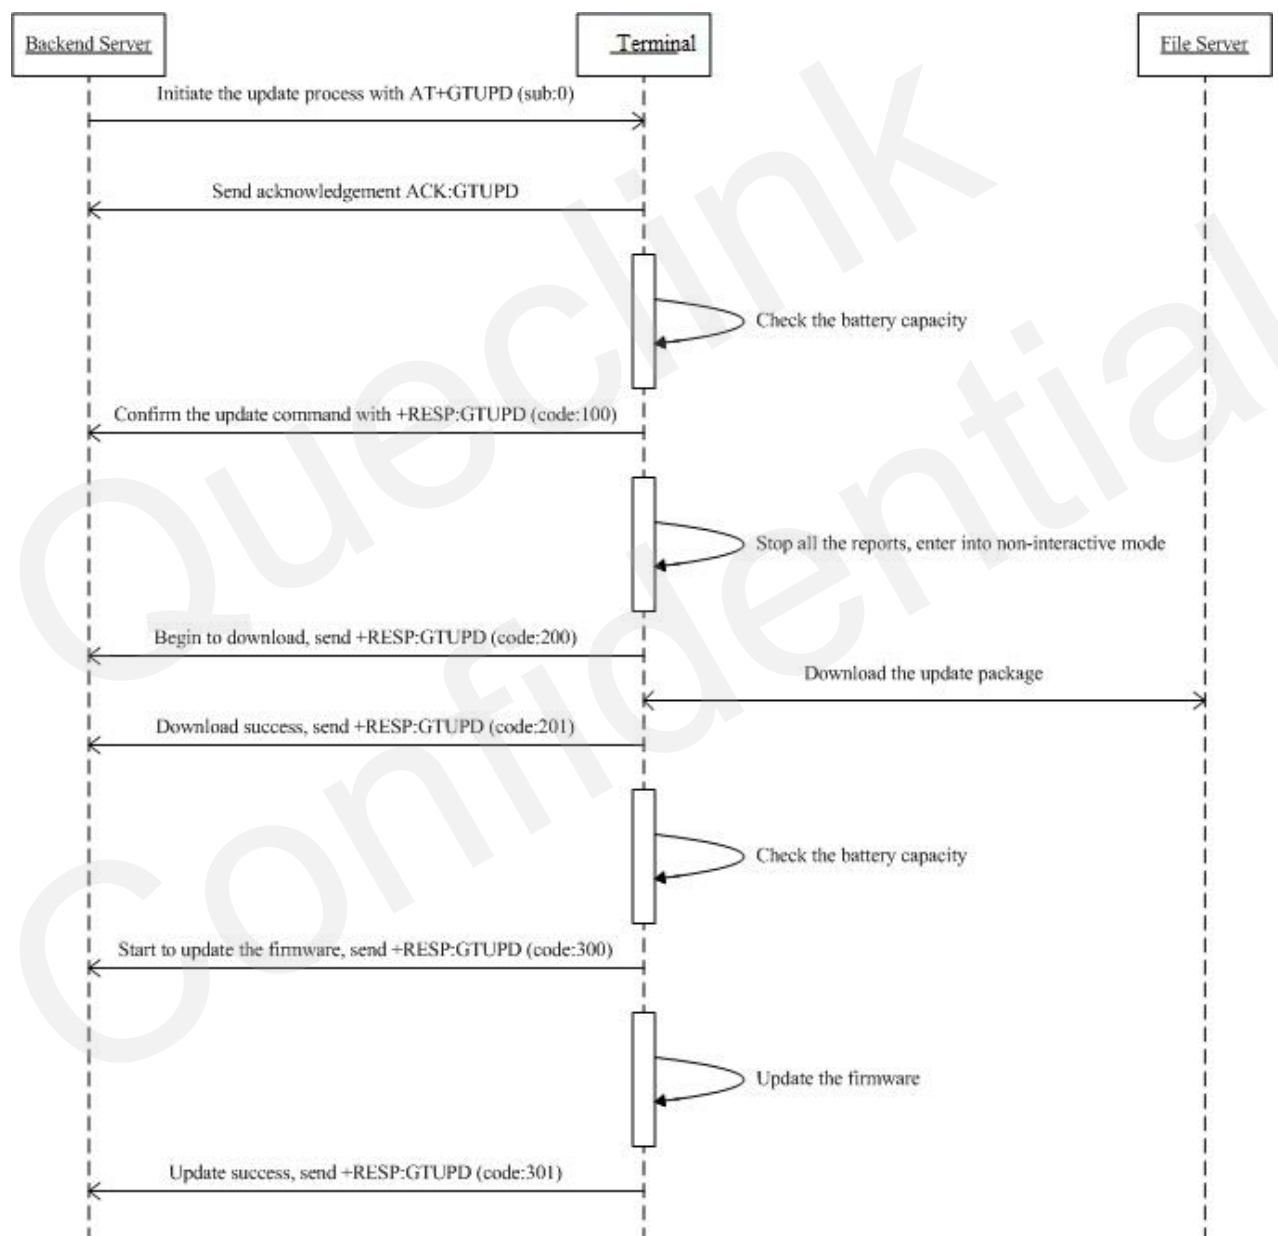 Backend Server
Terminal
File Server
Initiate the update process with AT+GTUPD (sub:0)
Send acknowledgement ACK:GTUPD
Check the battery capacity
Confirm the update command with +RESP:GTUPD (code:100)
Stop all the reports, enter into non-interactive mode
Begin to download, send +RESP:GTUPD (code:200)
Download the update package
Download success, send +RESP:GTUPD (code:201)
Check the battery capacity
Start to update the firmware, send +RESP:GTUPD (code:300)
Update the firmware
Update success, send +RESP:GTUPD (code:301)
Queclink
Confidential